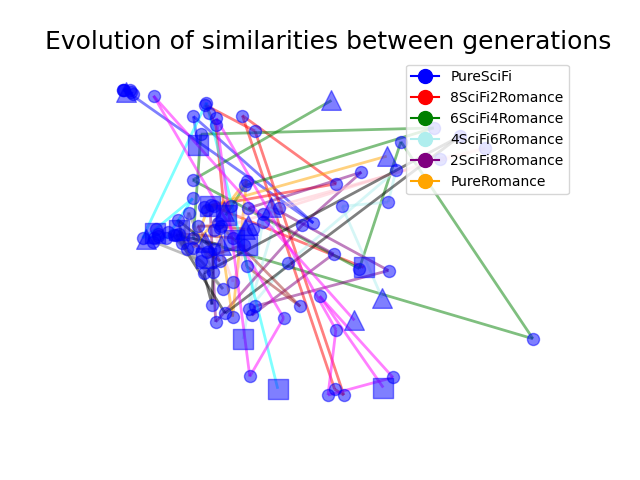 Evolution of similarities between generations
PureSciFi
8SciFi2Romance
6SciFi4Romance
4SciFi6Romance
2SciFi8Romance
PureRomance